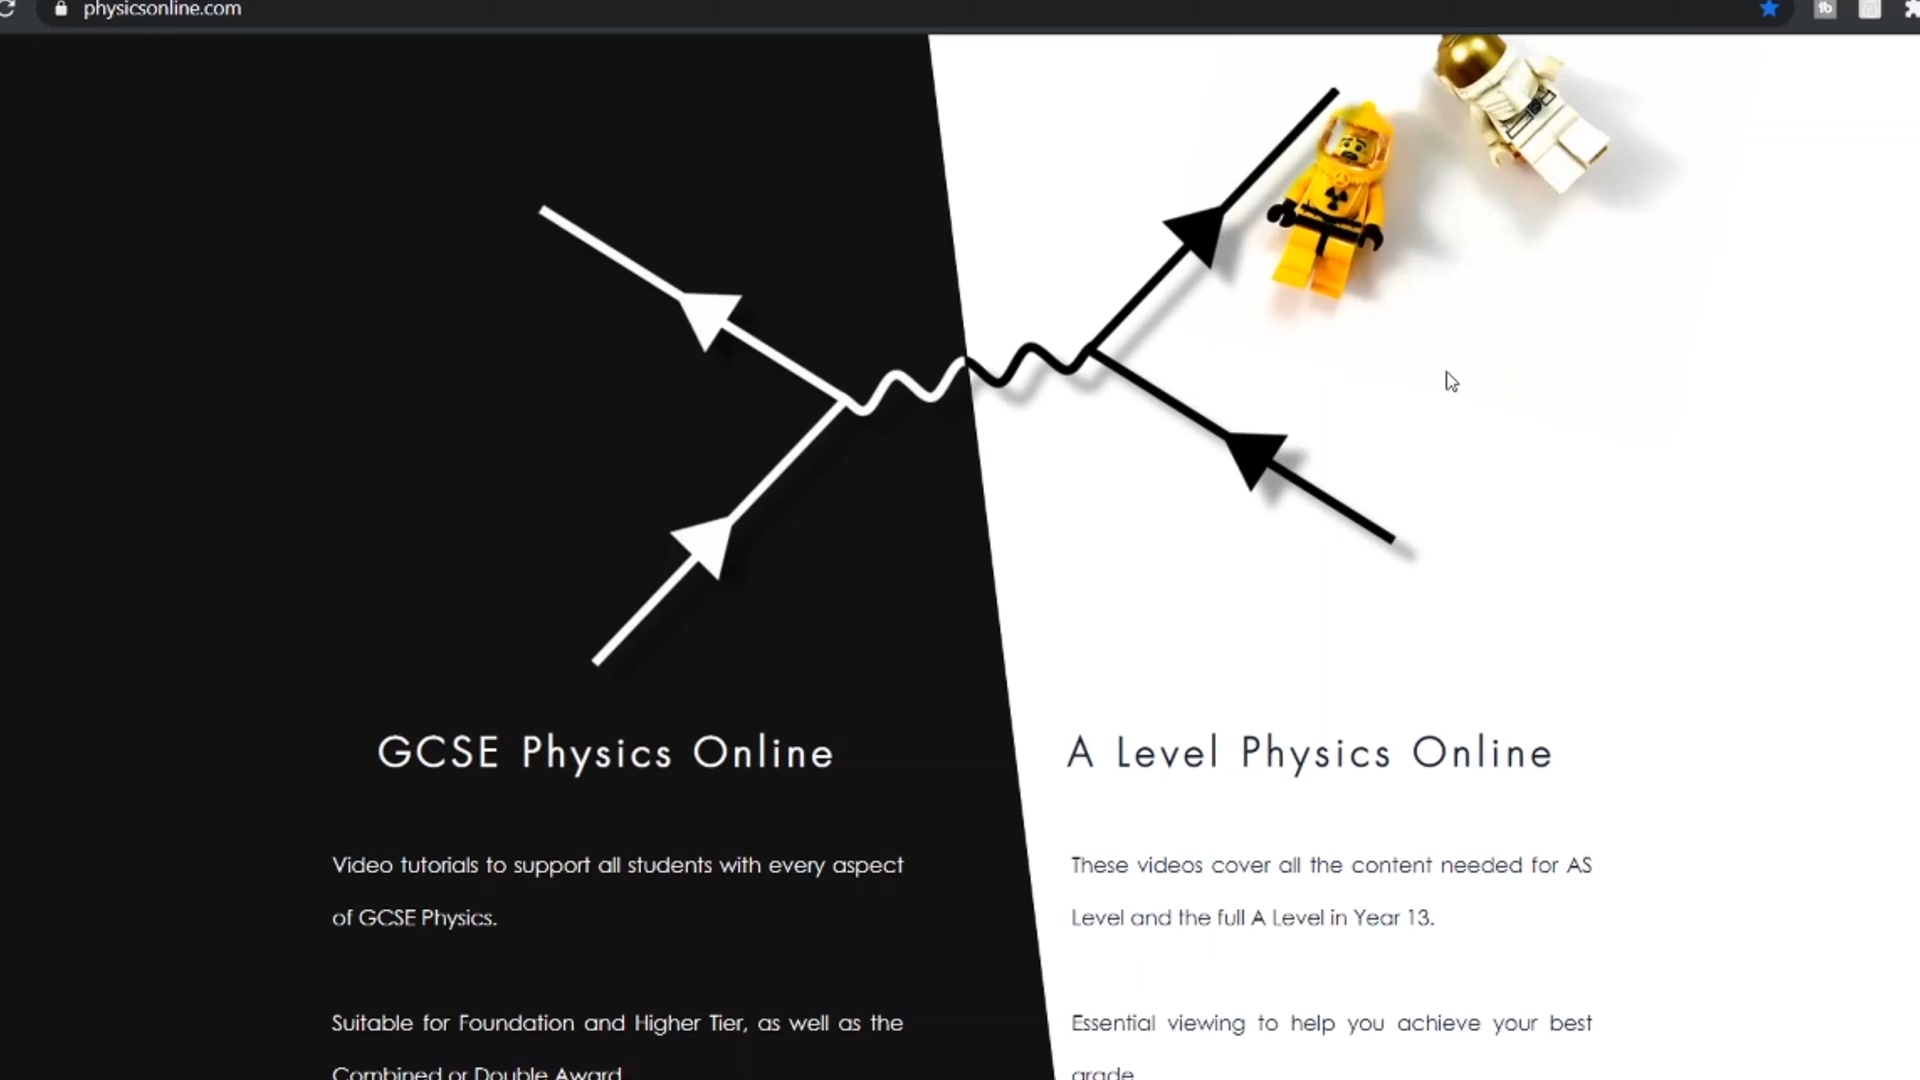 physicsonline.com
GCSE Physics Online
Video tutorials to support all students with every aspect
of GCSE Physics.
Suitable for Foundation and Higher Tier, as well as the
Combined or Double Award
A Level Physics Online
These videos cover all the content needed for AS
Level and the full A Level in Year 13.
Essential viewing to help you achieve your best
grade